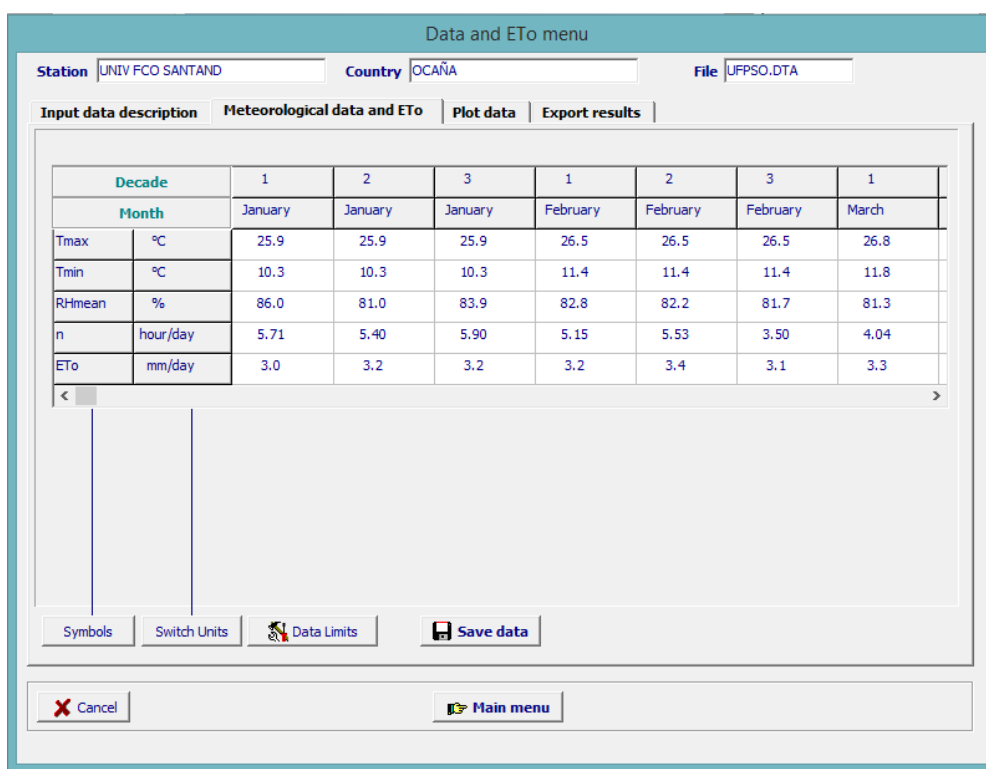 Data and ETo menu
Station UNIV FCO SANTAND Country OCAÑA File UFPSO.DTA
Input data description Meteorological data and ETo Plot data Export results
Decade 1 2 3 1 2 3 1
Month January January January February February February March
Tmax ºC 25.9 25.9 25.9 26.5 26.5 26.5 26.8
Tmin ºC 10.3 10.3 10.3 11.4 11.4 11.4 11.8
RHmean % 86.0 81.0 83.9 82.8 82.2 81.7 81.3
n hour/day 5.71 5.40 5.90 5.15 5.53 3.50 4.04
ETo mm/day 3.0 3.2 3.2 3.2 3.4 3.1 3.3
Symbols Switch Units Data Limits Save data
Cancel Main menu